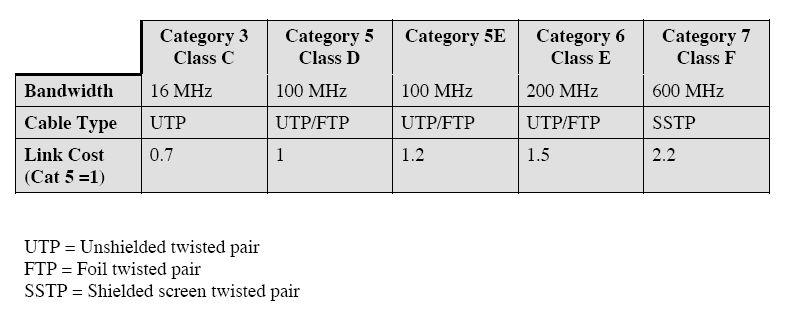 Category 3 Category 5 Category 5E Category 6 Category 7
Class C Class D Class E Class F
Bandwidth 16 MHz 100 MHz 100 MHz 200 MHz 600 MHz
Cable Type UTP UTP/FTP UTP/FTP UTP/FTP SSTP
Link Cost 0.7 1 1.2 1.5 2.2
(Cat 5 =1)
UTP = Unshielded twisted pair
FTP = Foil twisted pair
SSTP = Shielded screen twisted pair